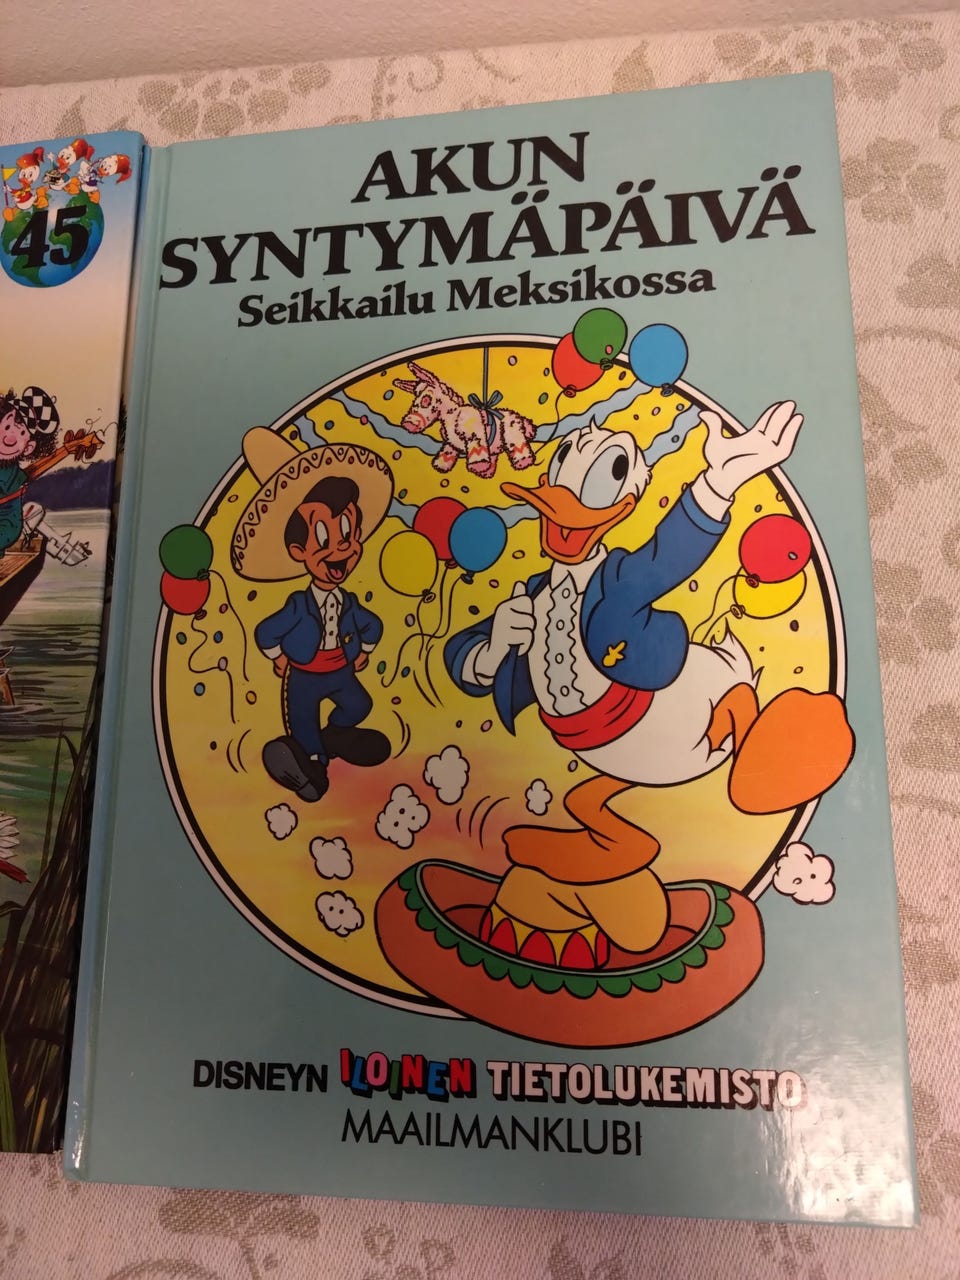 45
AKUN
SYNTYMÄPÄIVÄ
Seikkailu Meksikossa
DISNEYN ILOINEN TIETOLUKEMISTO
MAAILMANKLUBI